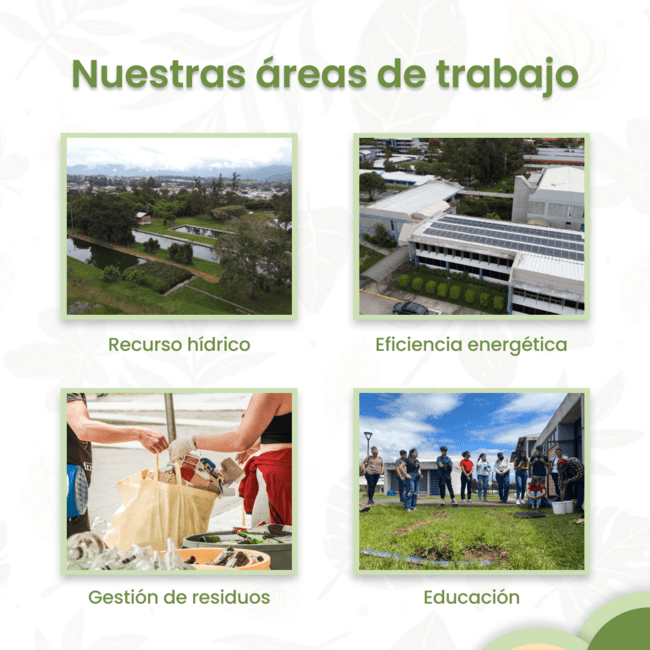 Nuestras áreas de trabajo
Recurso hídrico
Eficiencia energética
Gestión de residuos
Educación